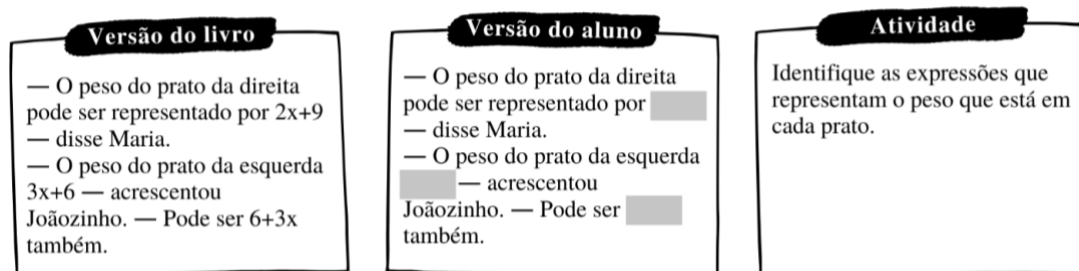 Versão do livro
— O peso do prato da direita
pode ser representado por 2x+9
— disse Maria.
— O peso do prato da esquerda
3x+6 — acrescentou
Joãozinho. — Pode ser 6+3x
também.
Versão do aluno
— O peso do prato da direita
pode ser representado por
— disse Maria.
— O peso do prato da esquerda
— acrescentou
Joãozinho. — Pode ser
também.
Atividade
Identifique as expressões que
representam o peso que está em
cada prato.